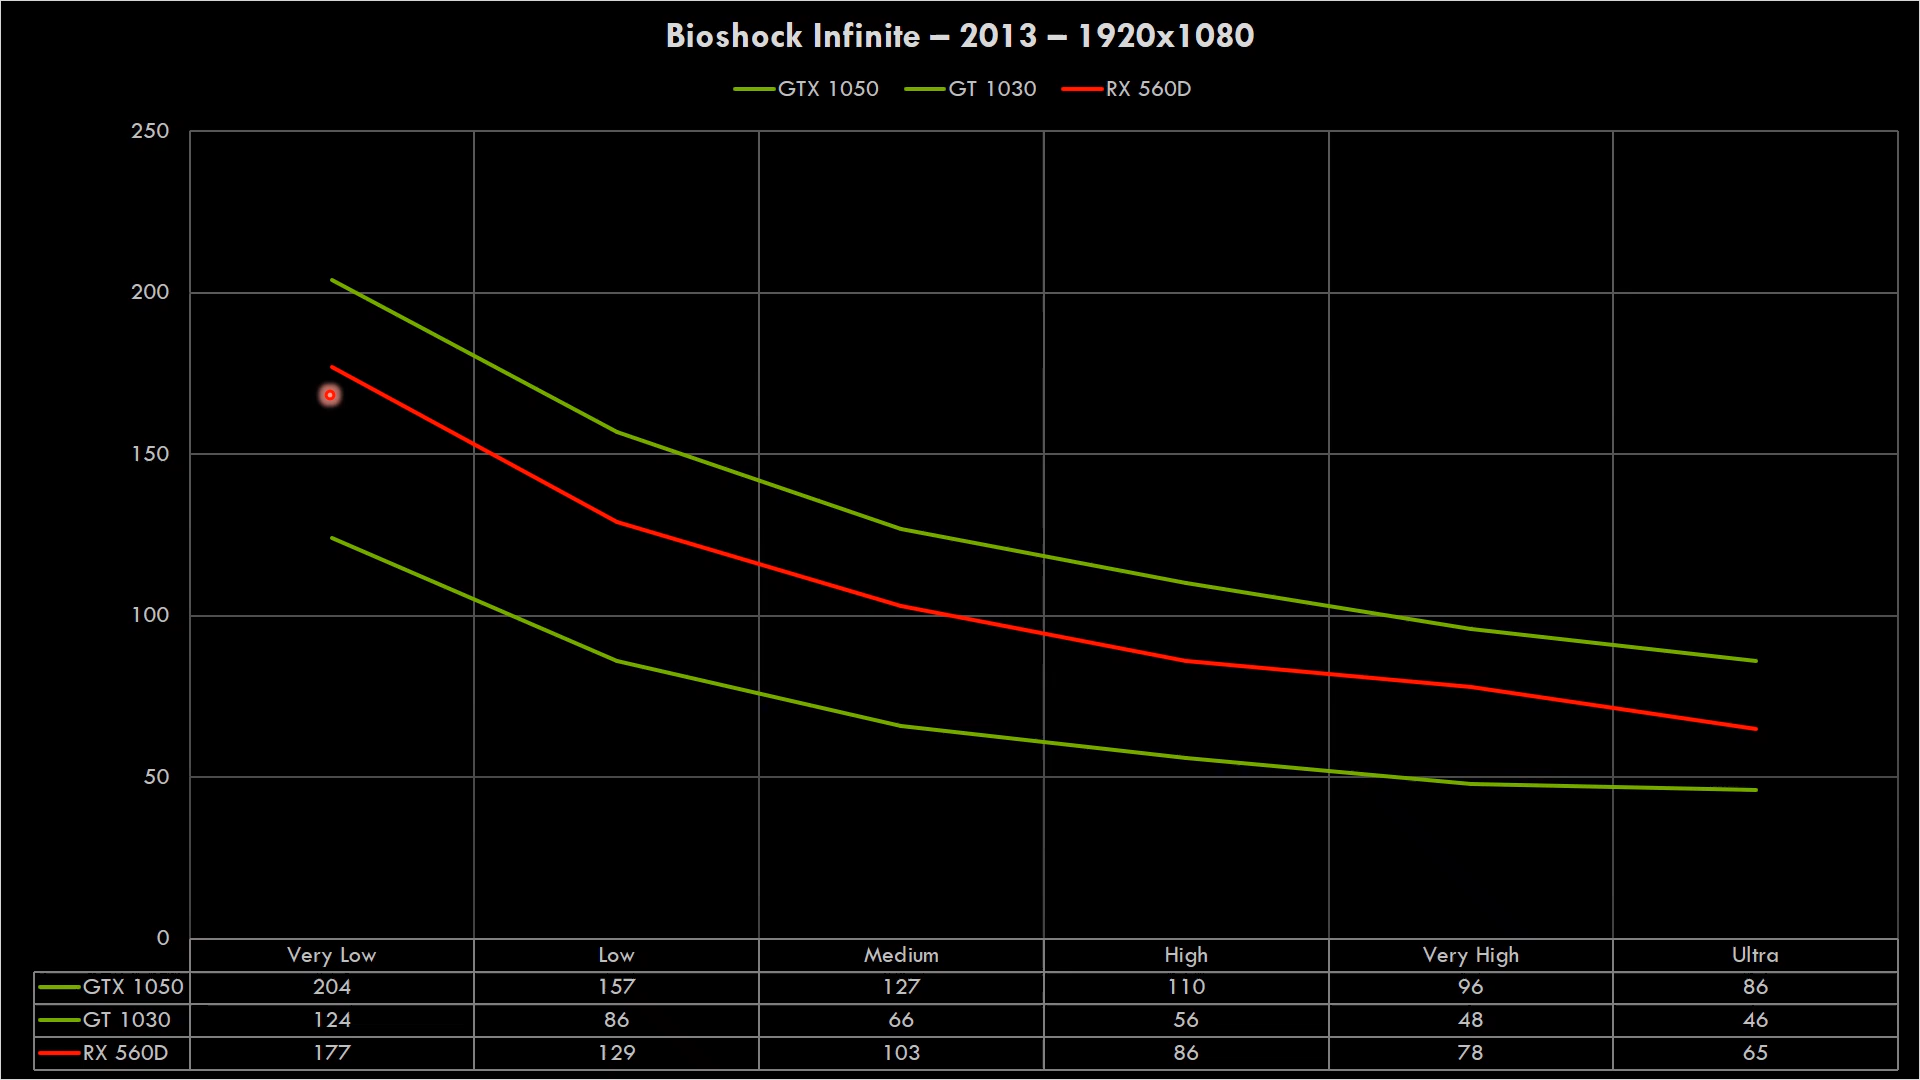 Bioshock Infinite – 2013 – 1920x1080
GTX 1050 GT 1030 RX 560D
250
200
150
100
50
0
Very Low Low Medium High Very High Ultra
GTX 1050 204 157 127 110 96 86
GT 1030 124 86 66 56 48 46
RX 560D 177 129 103 86 78 65